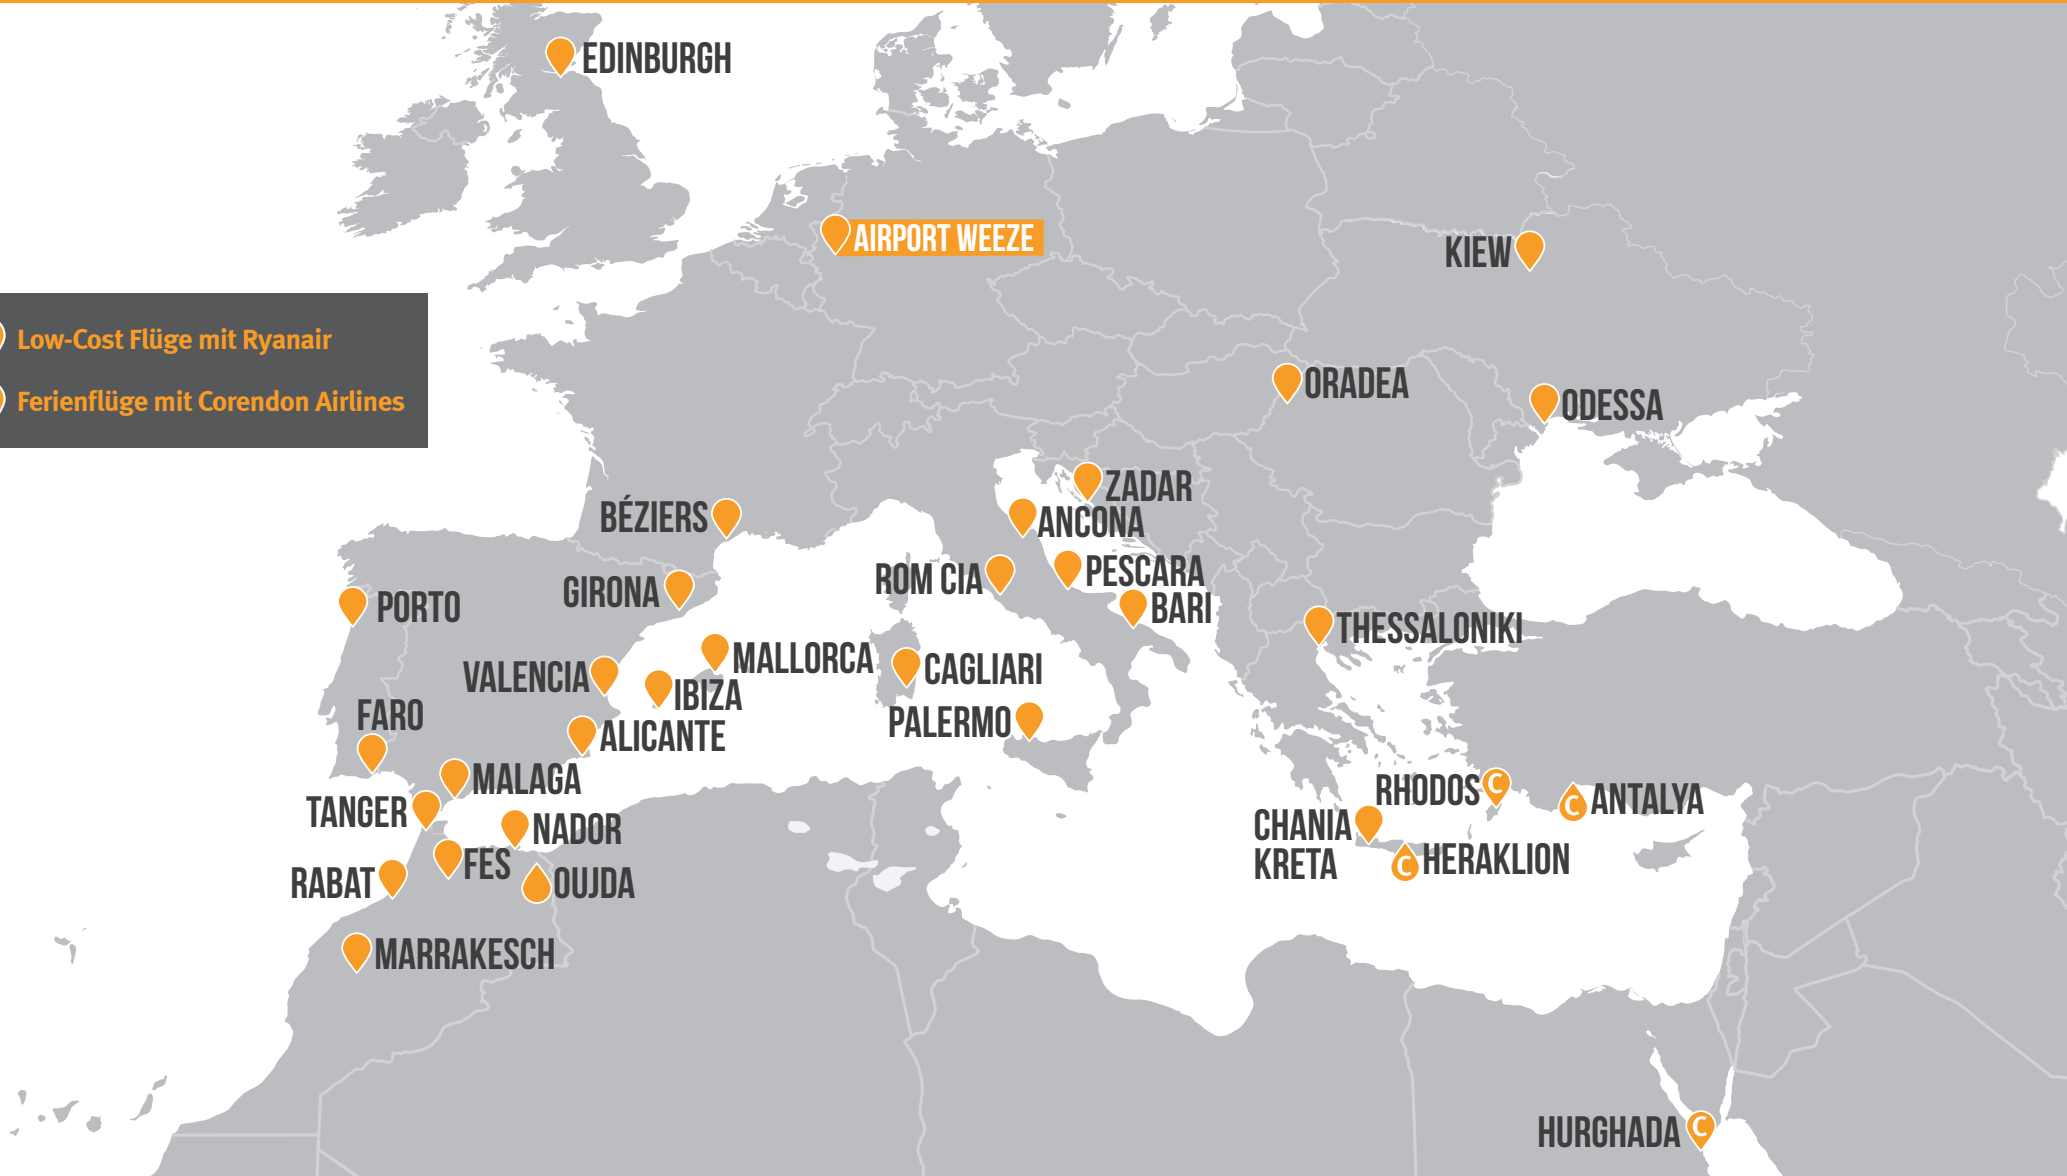 EDINBURGH
AIRPORT WEEZE
KIEW
Low-Cost Flüge mit Ryanair
Ferienflüge mit Corendon Airlines
ORADEA
ODESSA
ZADAR
BÉZIERS
ANCONA
PESCARA
ROM CIA
GIRONA
PORTO
BARI
THESSALONIKI
MALLORCA
CAGLIARI
VALENCIA
IBIZA
FARO
PALERMO
ALICANTE
MALAGA
RHODOS C
C ANTALYA
TANGER
NADOR
CHANIA
KRETA
C HERAKLION
FES
RABAT
OUJDA
MARRAKESCH
HURGHADA C